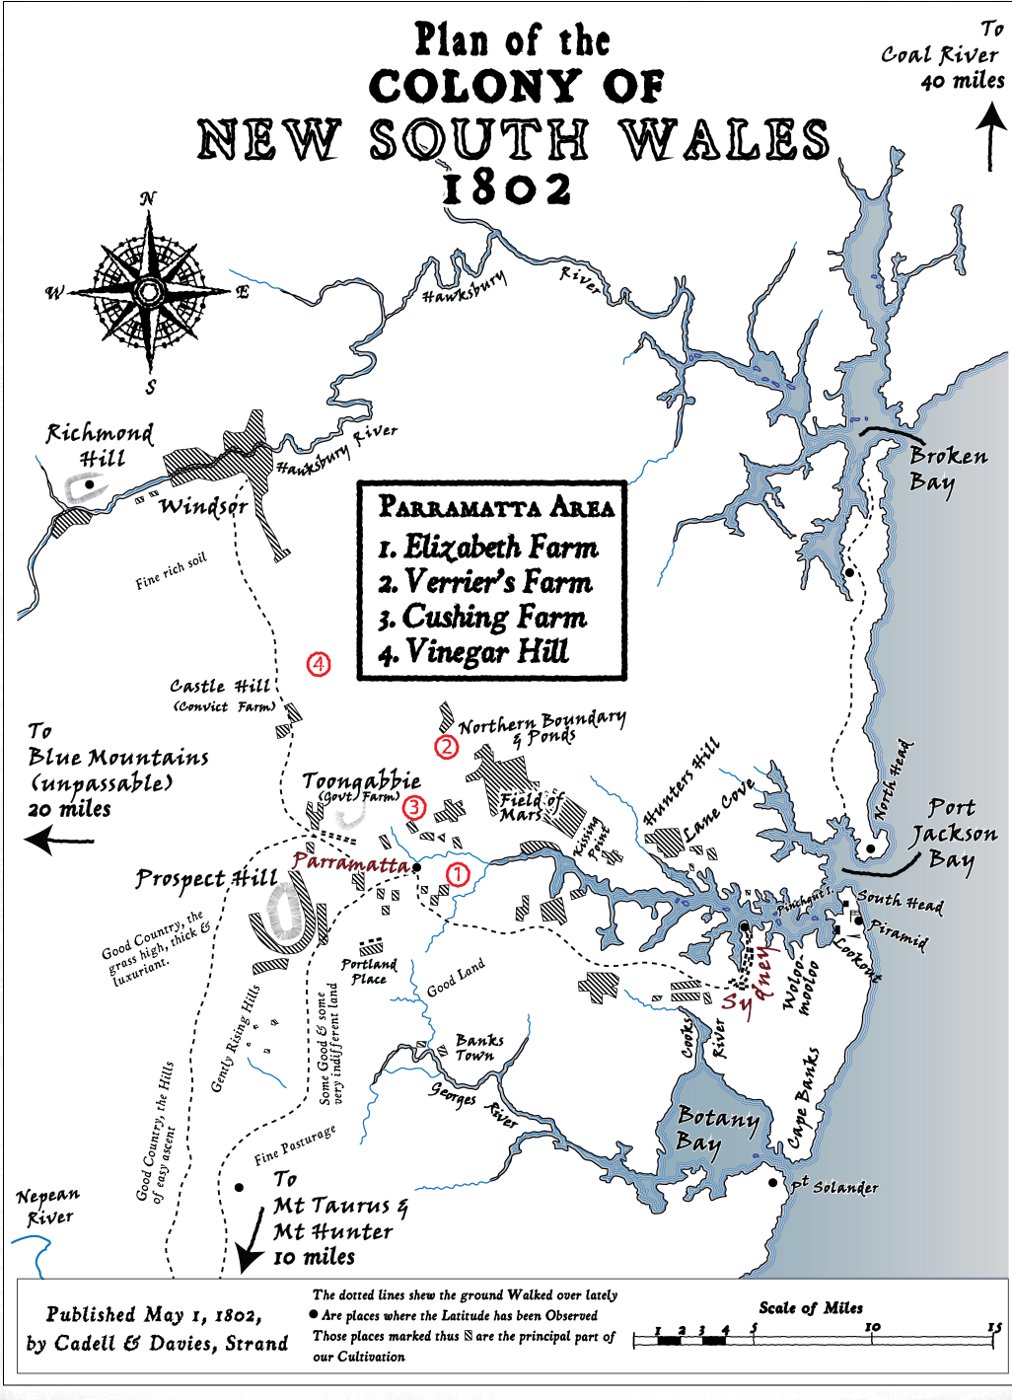 Plan of the
COLONY OF
NEW SOUTH WALES
1802
To
Coal River
40 miles
N
W
E
S
Hawksbury
River
Richmond
Hill
Hawksbury River
Windsor
Fine rich soil
Broken
Bay
PARRAMATTA AREA
1. Elizabeth Farm
2. Verrier's Farm
3. Cushing Farm
4. Vinegar Hill
4
Castle Hill
(Convict Farm)
To
Blue Mountains
(unpassable)
20 miles
2
Northern Boundary
& Ponds
Toongabbie
(Govt. Farm)
3
Field of
Mars
Kissing
Point
Hunters Hill
Lane Cove
North Head
Port
Jackson
Bay
Parramatta
1
Prospect Hill
Good Country, the
grass high, thick &
luxuriant.
Pinchgut I.
South Head
Piramid
Lookout
Portland
Place
Good Land
Sydney
Woloo-
mooloo
Gently Rising Hills
Some Good & some
very indifferent land
Banks
Town
Georges River
Cooks
River
Cape Banks
Botany
Bay
Good Country, the Hills
of easy ascent
Fine Pasturage
To
Mt Taurus &
Mt Hunter
10 miles
Pt Solander
Nepean
River
Published May 1, 1802,
by Cadell & Davies, Strand
The dotted lines shew the ground Walked over lately
Are places where the Latitude has been Observed
Those places marked thus are the principal part of
our Cultivation
Scale of Miles
1 2 3 4 5 10 15